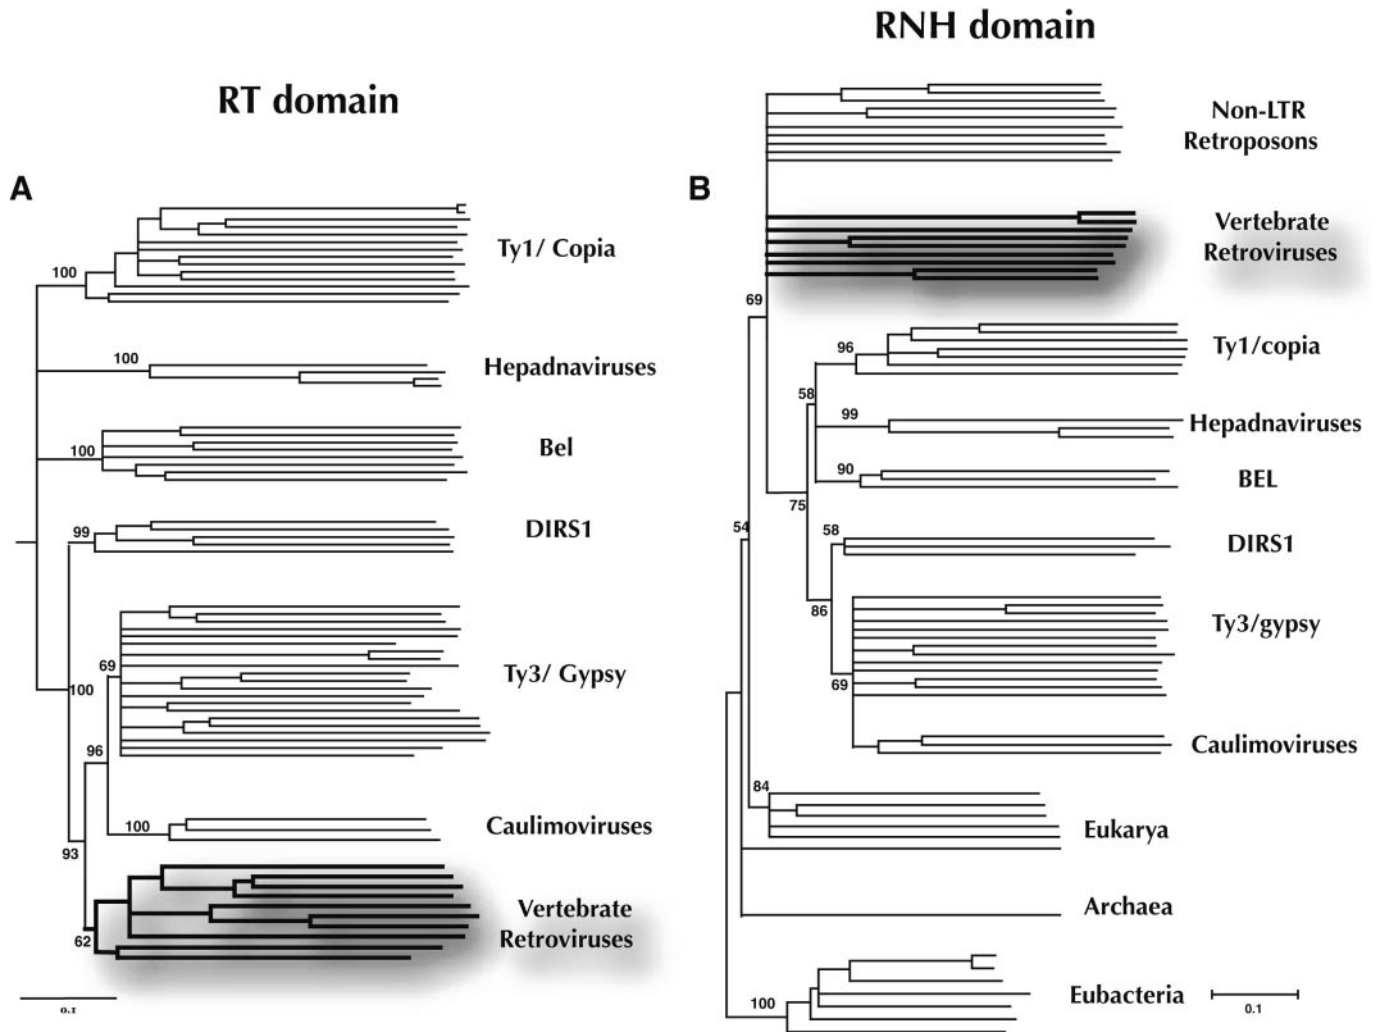 RT domain
A
100
Ty1/ Copia
100
Hepadnaviruses
100
Bel
99
DIRS1
69
Ty3/ Gypsy
100
96
100
Caulimoviruses
93
Vertebrate
Retroviruses
62
0.1
RNH domain
Non-LTR
Retroposons
B
Vertebrate
Retroviruses
69
96
Ty1/copia
58
99
Hepadnaviruses
90
BEL
75
54
58
DIRS1
86
Ty3/gypsy
69
Caulimoviruses
84
Eukarya
Archaea
100
Eubacteria
0.1